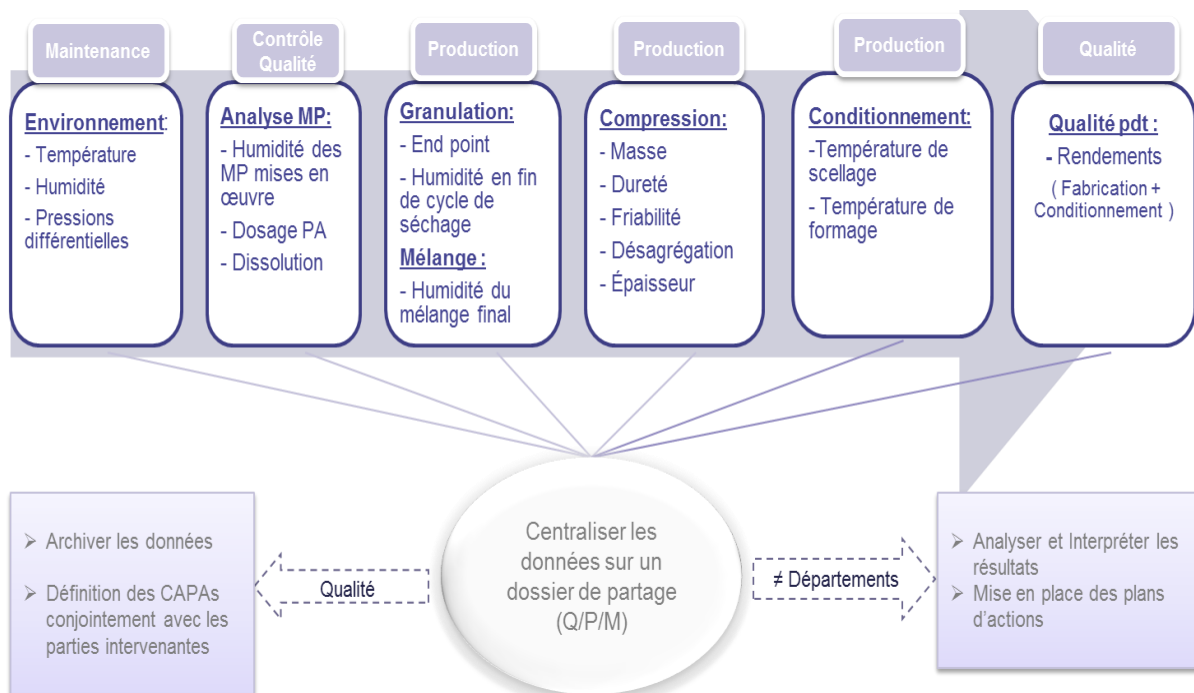 Maintenance
Environnement:
- Température
- Humidité
- Pressions
différentielles
Contrôle
Qualité
Analyse MP:
- Humidité des
MP mises en
œuvre
- Dosage PA
- Dissolution
Production
Granulation:
- End point
- Humidité en fin
de cycle de
séchage
Mélange :
- Humidité du
mélange final
Production
Compression:
- Masse
- Dureté
- Friabilité
- Désagrégation
- Épaisseur
Production
Conditionnement:
-Température de
scellage
- Température de
formage
Qualité
Qualité pdt :
- Rendements
( Fabrication +
Conditionnement )
Centraliser les
données sur un
dossier de partage
(Q/P/M)
Qualité
➢ Archiver les données
➢ Définition des CAPAs
conjointement avec les
parties intervenantes
≠ Départements
➢ Analyser et Interpréter les
résultats
➢ Mise en place des plans
d’actions